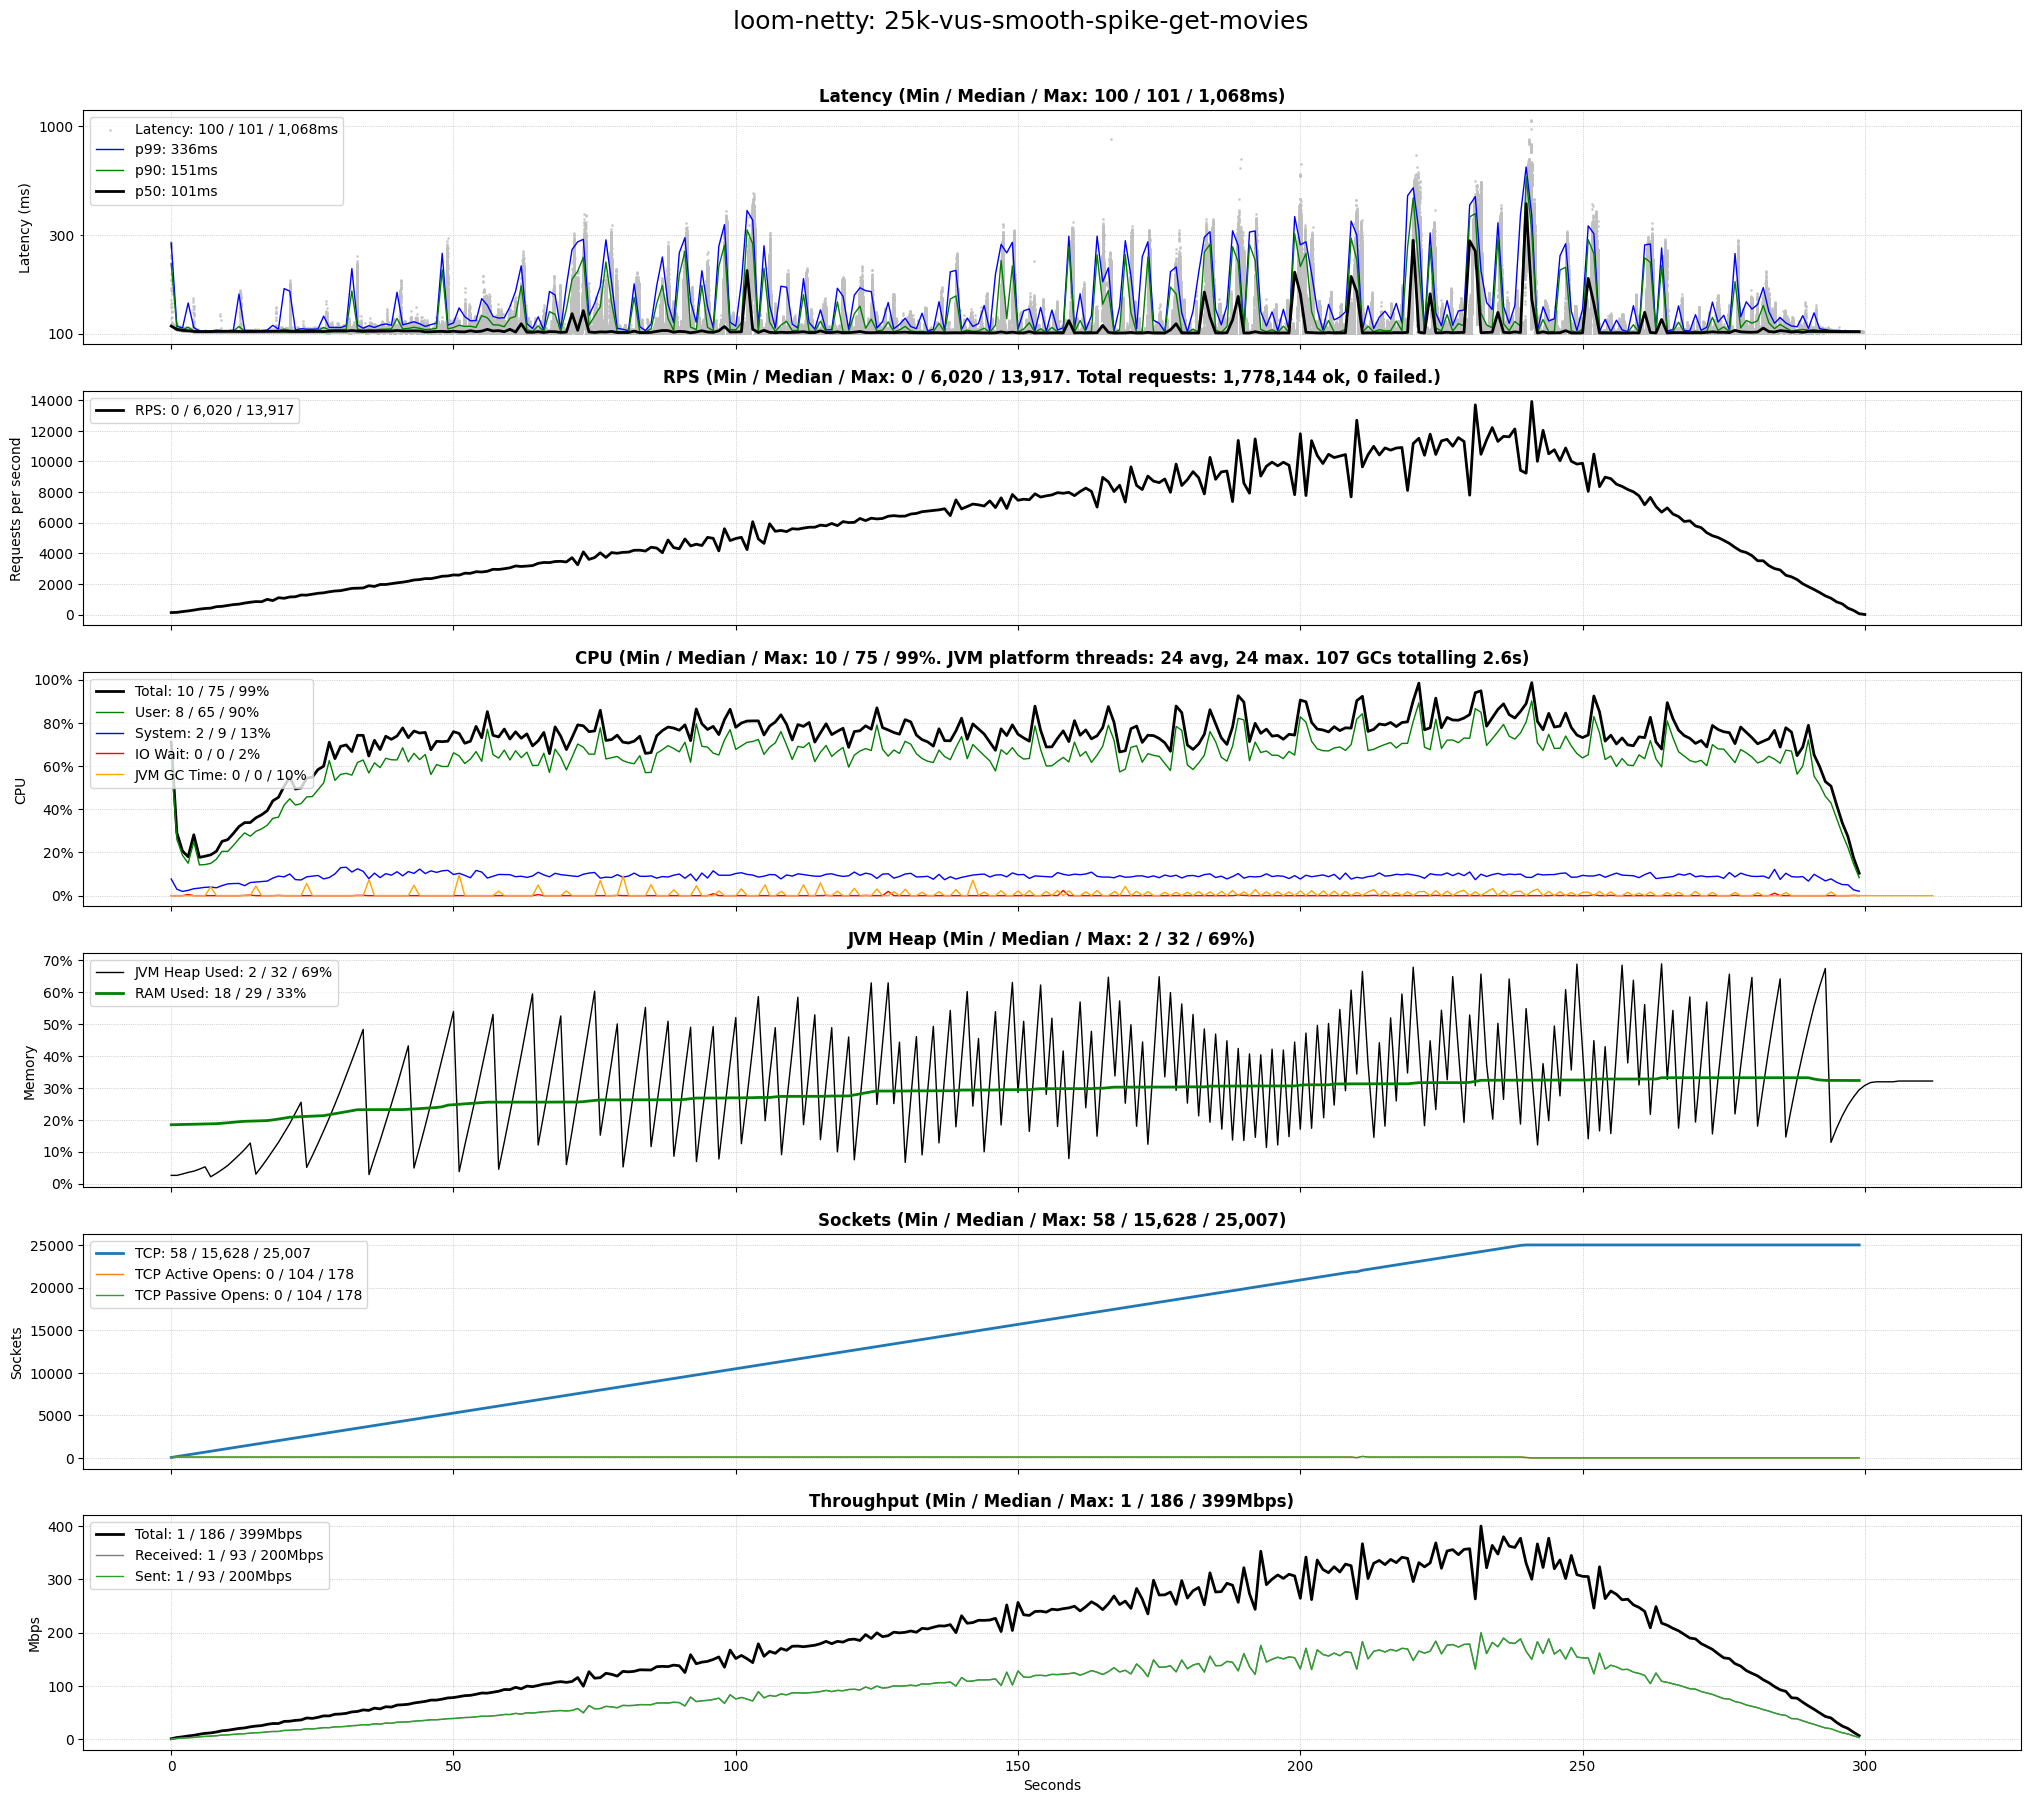 loom-netty: 25k-vus-smooth-spike-get-movies
Latency (Min / Median / Max: 100 / 101 / 1,068ms)
Latency (ms)
1000
300
100
Latency: 100 / 101 / 1,068ms
p99: 336ms
p90: 151ms
p50: 101ms
RPS (Min / Median / Max: 0 / 6,020 / 13,917. Total requests: 1,778,144 ok, 0 failed.)
Requests per second
14000
12000
10000
8000
6000
4000
2000
0
RPS: 0 / 6,020 / 13,917
CPU (Min / Median / Max: 10 / 75 / 99%. JVM platform threads: 24 avg, 24 max. 107 GCs totalling 2.6s)
CPU
100%
80%
60%
40%
20%
0%
Total: 10 / 75 / 99%
User: 8 / 65 / 90%
System: 2 / 9 / 13%
IO Wait: 0 / 0 / 2%
JVM GC Time: 0 / 0 / 10%
JVM Heap (Min / Median / Max: 2 / 32 / 69%)
Memory
70%
60%
50%
40%
30%
20%
10%
0%
JVM Heap Used: 2 / 32 / 69%
RAM Used: 18 / 29 / 33%
Sockets (Min / Median / Max: 58 / 15,628 / 25,007)
Sockets
25000
20000
15000
10000
5000
0
TCP: 58 / 15,628 / 25,007
TCP Active Opens: 0 / 104 / 178
TCP Passive Opens: 0 / 104 / 178
Throughput (Min / Median / Max: 1 / 186 / 399Mbps)
Mbps
400
300
200
100
0
Total: 1 / 186 / 399Mbps
Received: 1 / 93 / 200Mbps
Sent: 1 / 93 / 200Mbps
0 50 100 150 200 250 300
Seconds